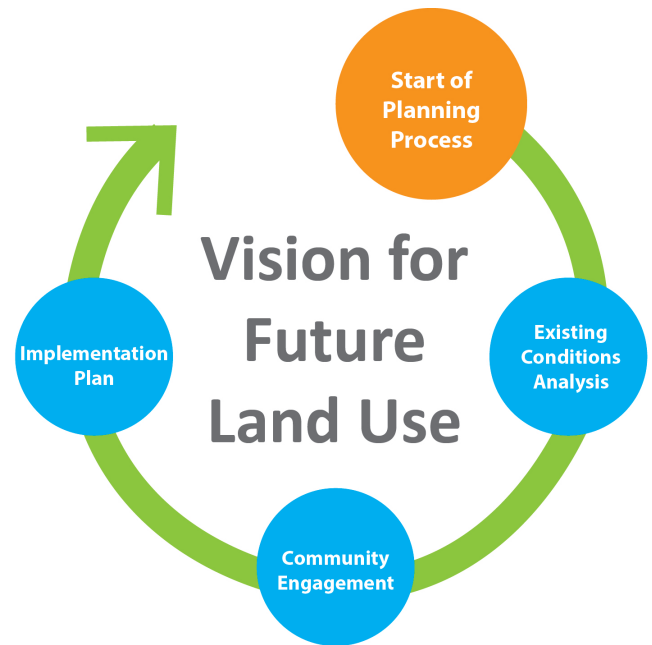 Start of
Planning
Process
Vision for
Future
Land Use
Existing
Conditions
Analysis
Community
Engagement
Implementation
Plan